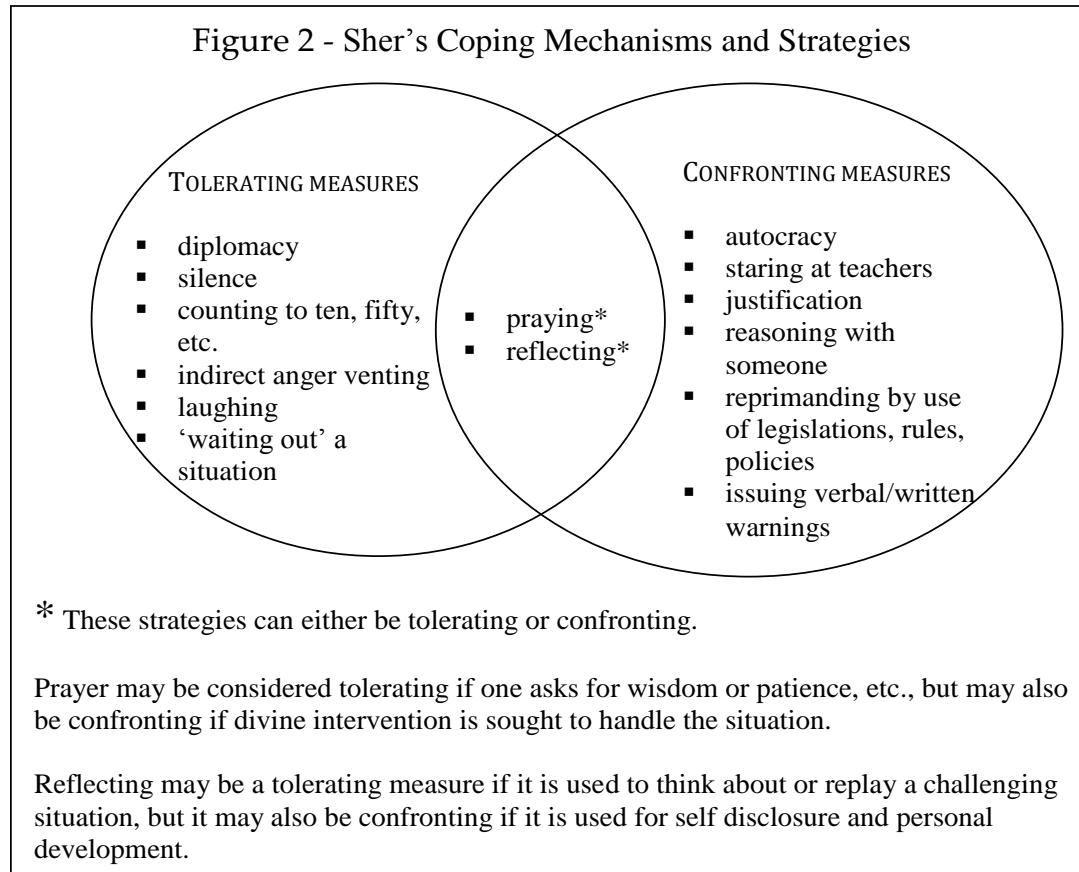 Figure 2 - Sher’s Coping Mechanisms and Strategies
TOLERATING MEASURES
▪ diplomacy
▪ silence
▪ counting to ten, fifty,
etc.
▪ indirect anger venting
▪ laughing
▪ ‘waiting out’ a
situation
▪ praying*
▪ reflecting*
CONFRONTING MEASURES
▪ autocracy
▪ staring at teachers
▪ justification
▪ reasoning with
someone
▪ reprimanding by use
of legislations, rules,
policies
▪ issuing verbal/written
warnings
* These strategies can either be tolerating or confronting.
Prayer may be considered tolerating if one asks for wisdom or patience, etc., but may also
be confronting if divine intervention is sought to handle the situation.
Reflecting may be a tolerating measure if it is used to think about or replay a challenging
situation, but it may also be confronting if it is used for self disclosure and personal
development.